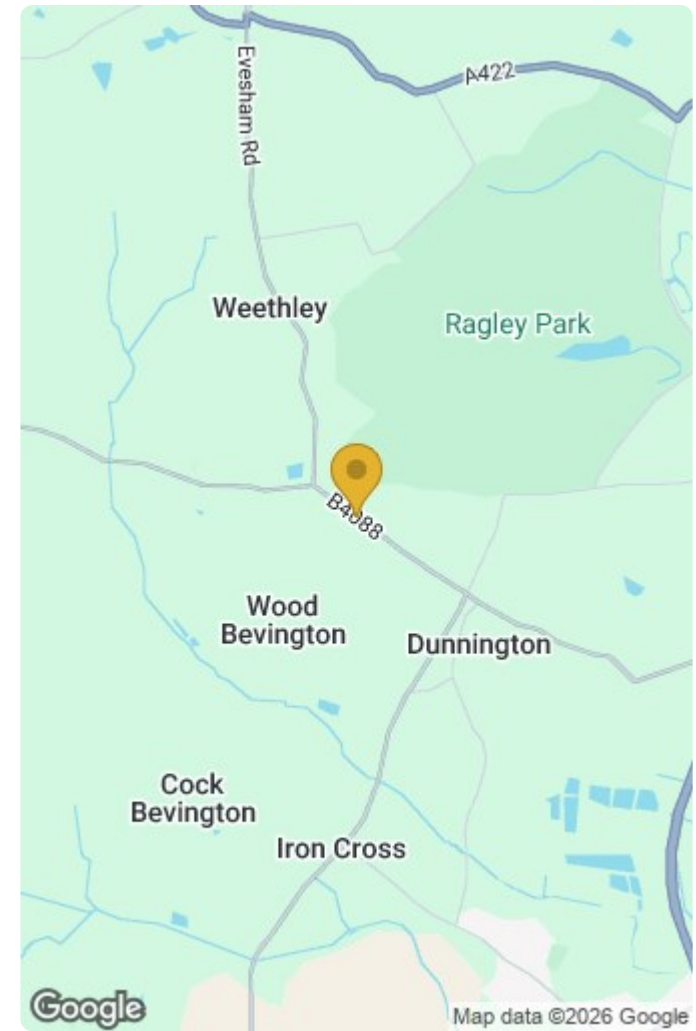 A422
Evesham Rd
Weethley
Ragley Park
B4088
Wood
Bevington
Dunnington
Cock
Bevington
Iron Cross
Google
Map data ©2026 Google